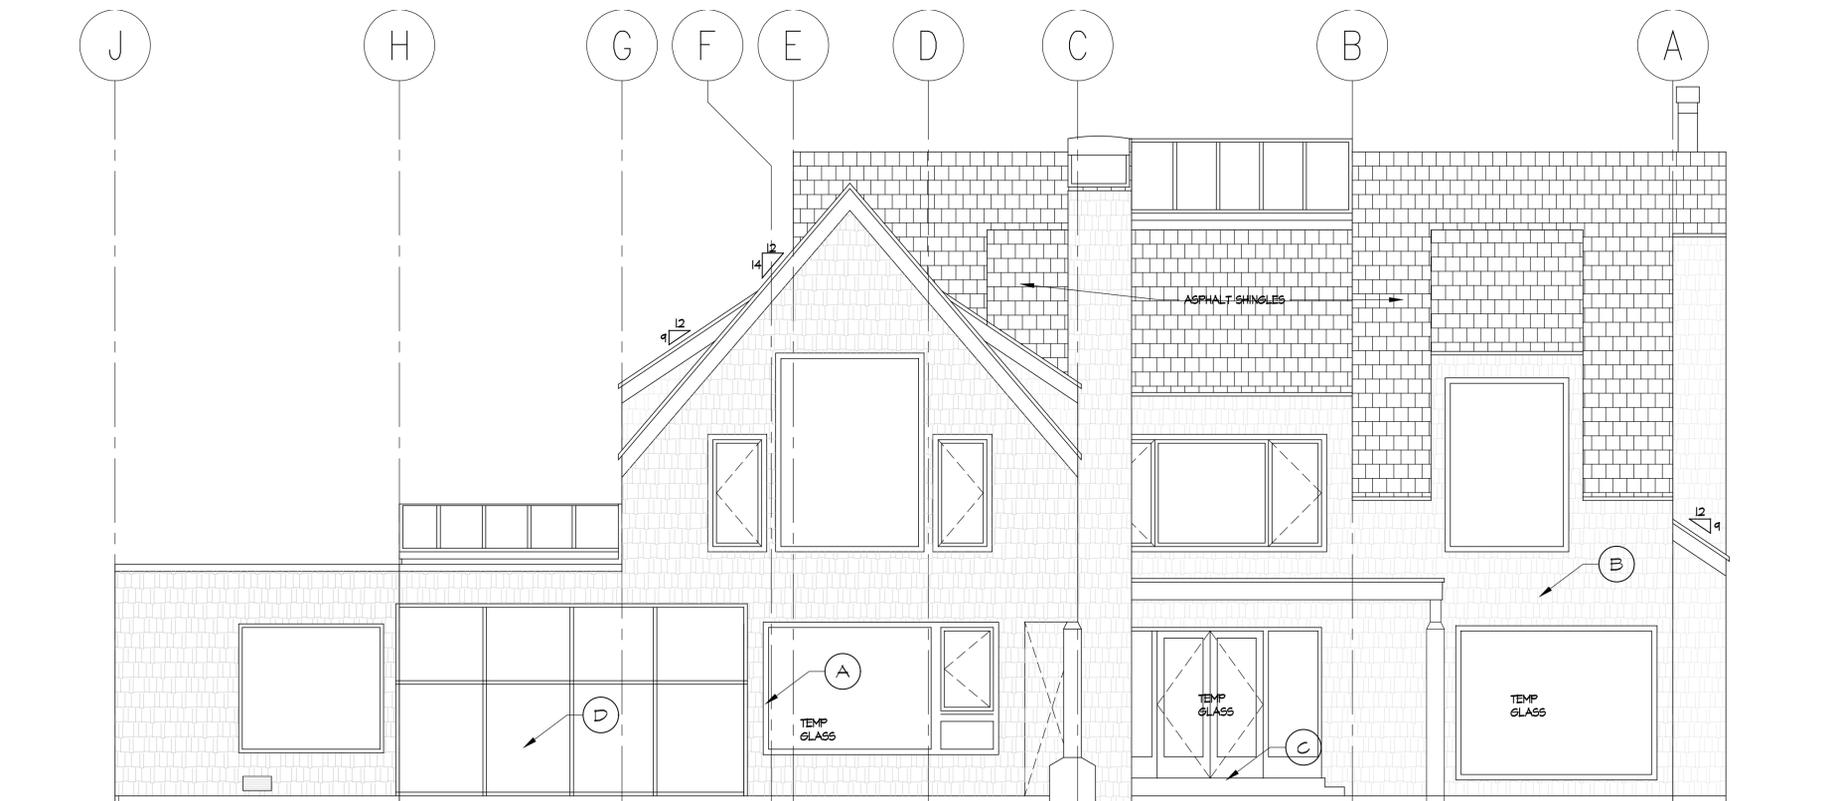 J H G F E D C B A
12
14
12
9
ASPHALT SHINGLES
12
9
B
A
D
TEMP
GLASS
TEMP
GLASS
TEMP
GLASS
C